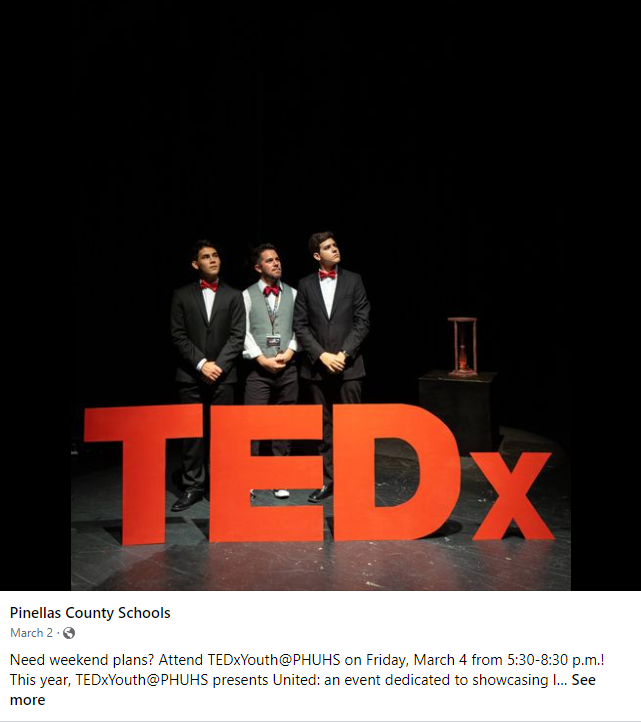 TEDx
Pinellas County Schools
March 2 ·
Need weekend plans? Attend TEDxYouth@PHUHS on Friday, March 4 from 5:30-8:30 p.m.!
This year, TEDxYouth@PHUHS presents United: an event dedicated to showcasing l... See
more